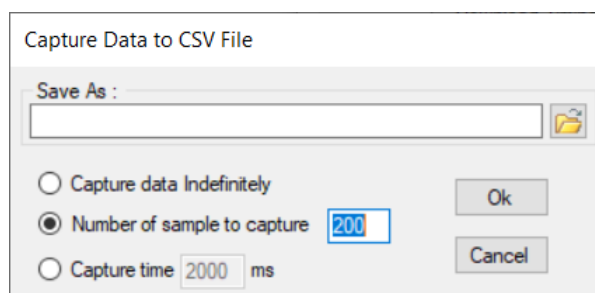 Capture Data to CSV File
Save As :
Capture data Indefinitely
Ok
Number of sample to capture 200
Cancel
Capture time 2000 ms